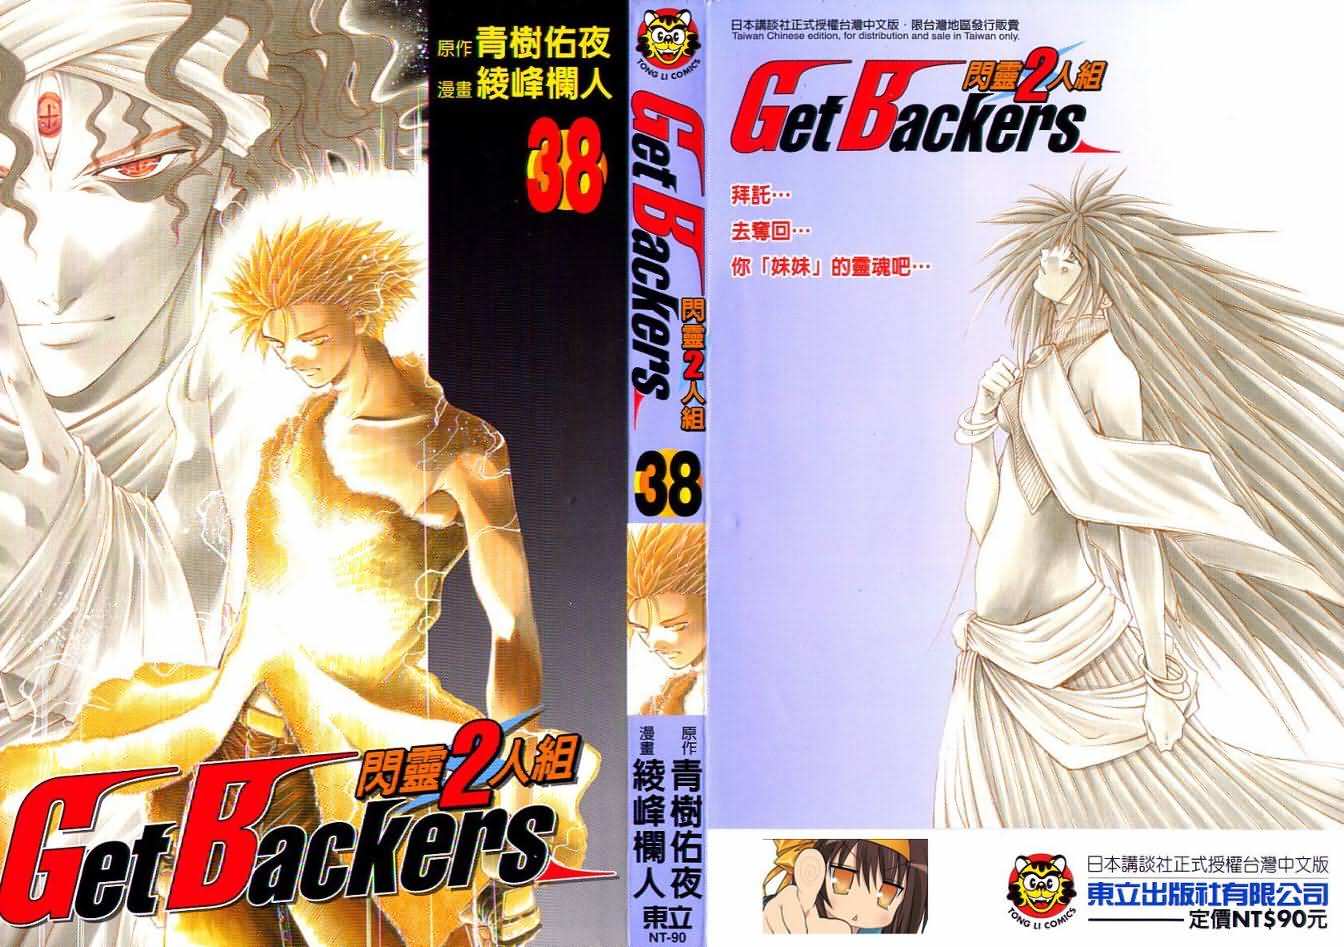 原作 青樹佑夜
漫畫 綾峰欄人
38
閃靈2人組
Get Backers
TONG LI COMICS
Get Backers
閃靈2人組
38
原作 青樹佑夜
漫畫 綾峰欄人
東立
NT-90
日本講談社正式授權台灣中文版・限台灣地區發行販賣
Taiwan Chinese edition, for distribution and sale in Taiwan only.
閃靈2人組
Get Backers
拜託…
去奪回…
你「妹妹」的靈魂吧…
TONG LI COMICS
日本講談社正式授權台灣中文版
東立出版社有限公司
定價NT$90元